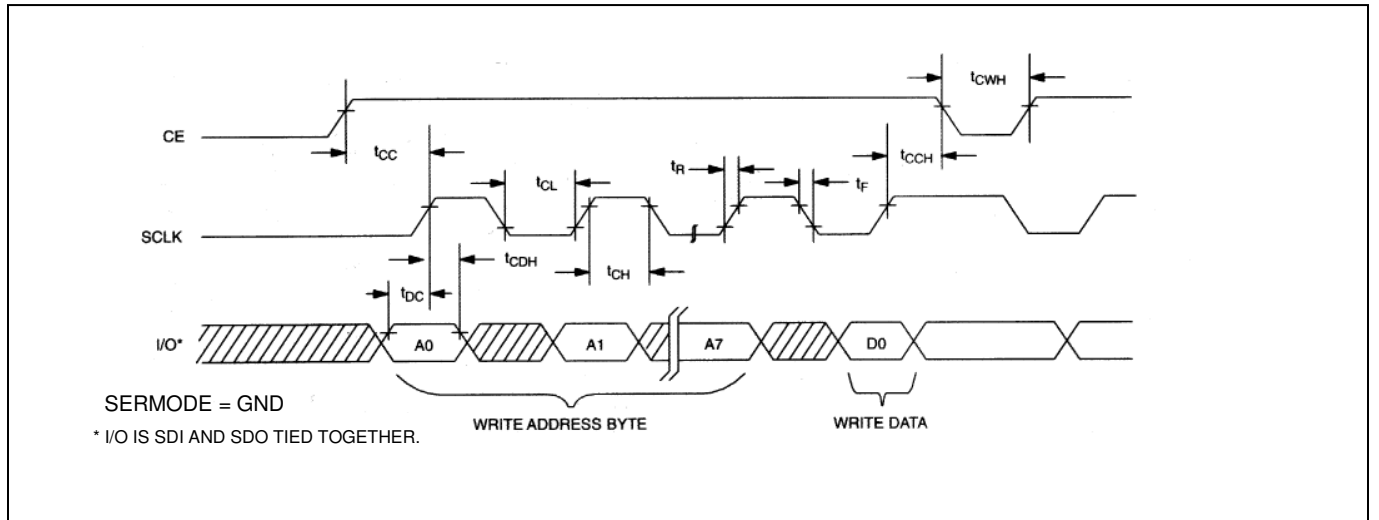 tCWH
CE
tCC
tCCH
tR
tF
tCL
SCLK
tCDH
tCH
tDC
I/O*
A0
A1
A7
D0
SERMODE = GND
WRITE ADDRESS BYTE
WRITE DATA
* I/O IS SDI AND SDO TIED TOGETHER.